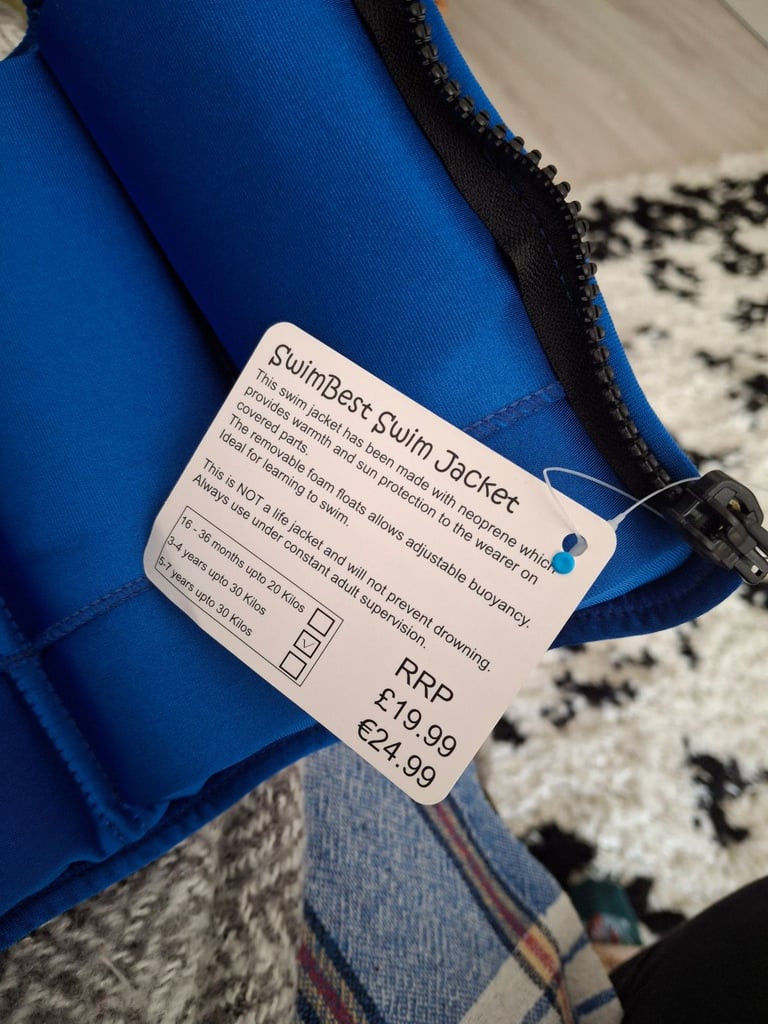 SwimBest Swim Jacket
This swim jacket has been made with neoprene which
provides warmth and sun protection to the wearer on
covered parts.
The removable foam floats allows adjustable buoyancy.
Ideal for learning to swim.
This is NOT a life jacket and will not prevent drowning.
Always use under constant adult supervision.
16 - 36 months upto 20 Kilos
3-4 years upto 30 Kilos
5-7 years upto 30 Kilos
RRP
£19.99
€24.99